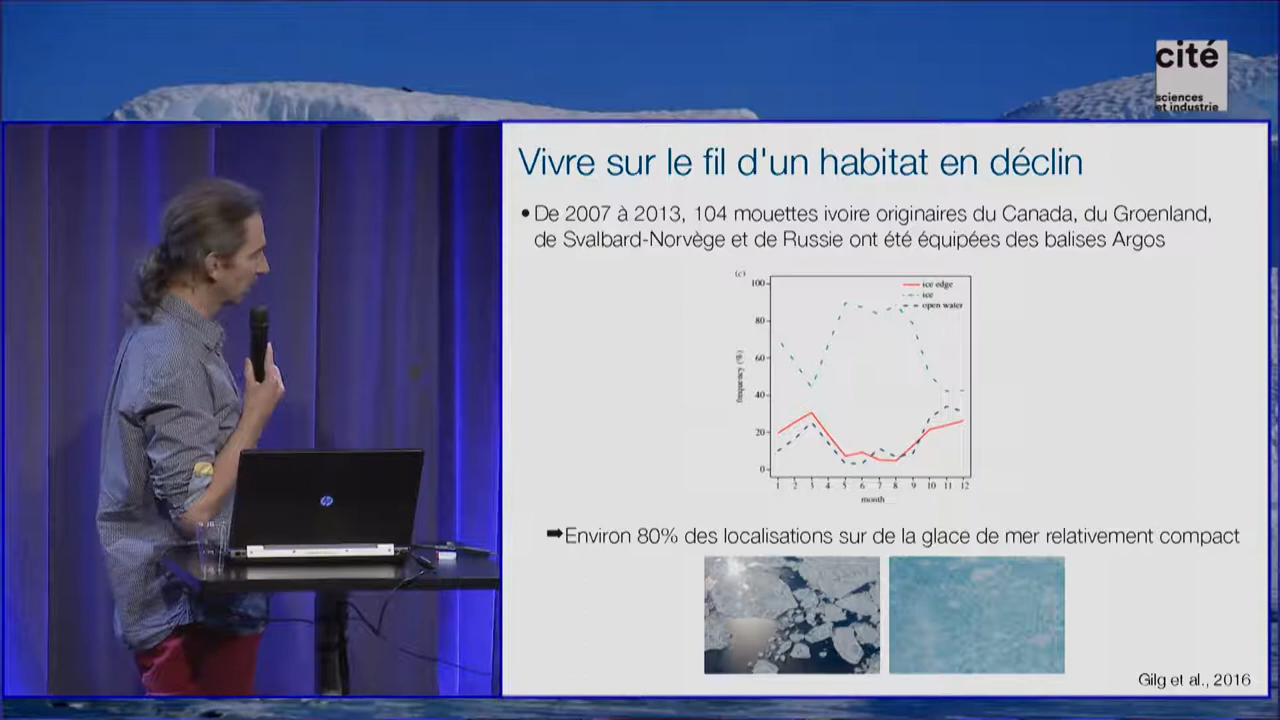 cité
sciences
et industrie
Vivre sur le fil d'un habitat en déclin
• De 2007 à 2013, 104 mouettes ivoire originaires du Canada, du Groenland,
de Svalbard-Norvège et de Russie ont été équipées des balises Argos
(c)
ice edge
ice
open water
100
80
60
40
20
0
frequency (%)
1 2 3 4 5 6 7 8 9 10 11 12
month
➡Environ 80% des localisations sur de la glace de mer relativement compact
Gilg et al., 2016
hp